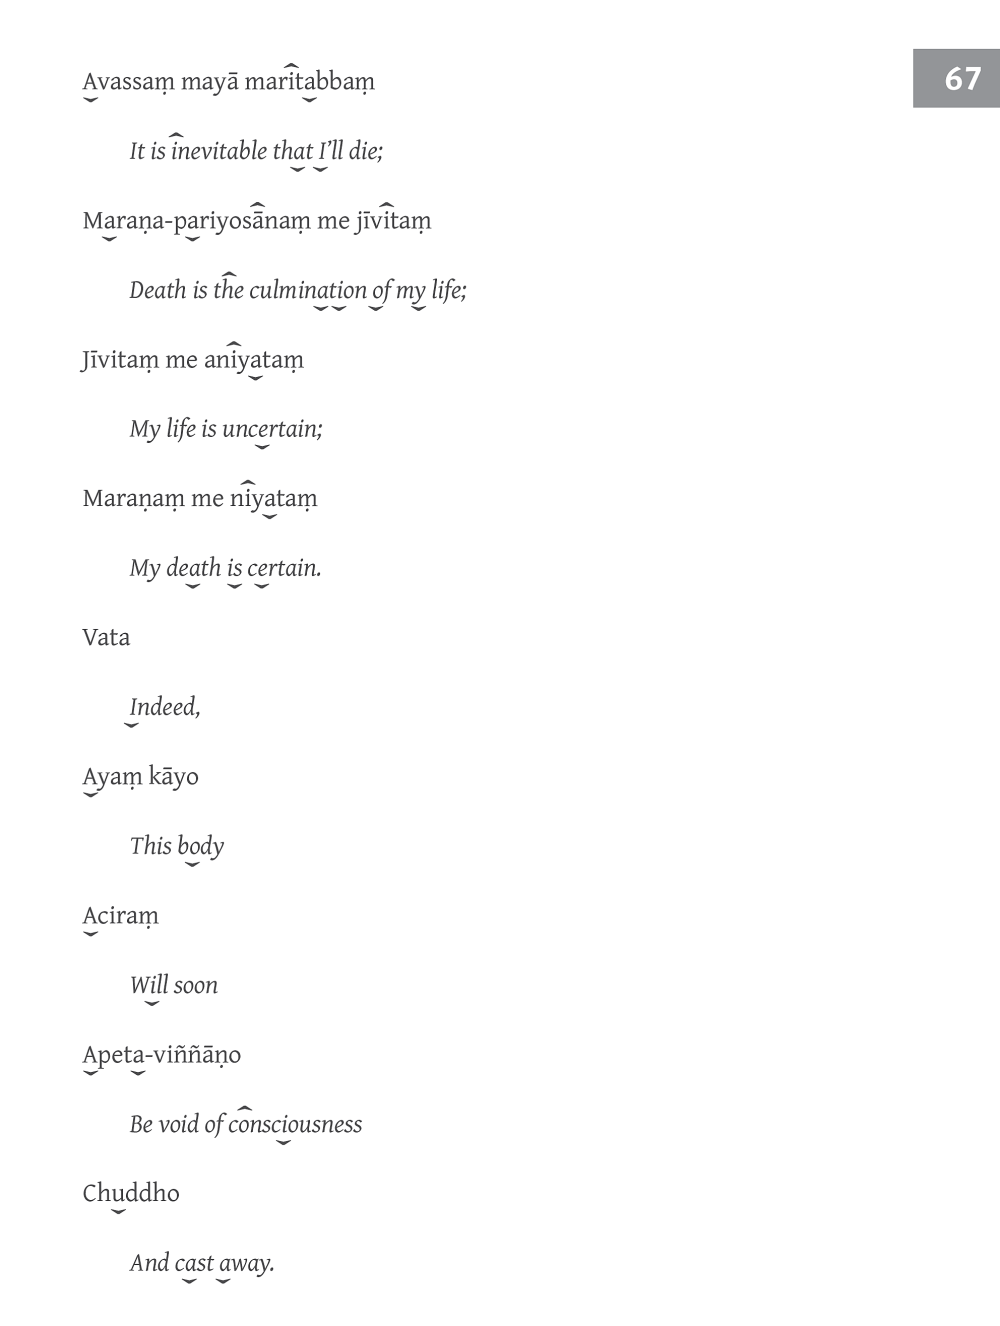 67
Avassaṃ mayā maritabbaṃ
It is inevitable that I’ll die;
Maraṇa-pariyosānaṃ me jīvitaṃ
Death is the culmination of my life;
Jīvitaṃ me aniyataṃ
My life is uncertain;
Maraṇaṃ me niyataṃ
My death is certain.
Vata
Indeed,
Ayaṃ kāyo
This body
Aciraṃ
Will soon
Apeta-viññāṇo
Be void of consciousness
Chuddho
And cast away.